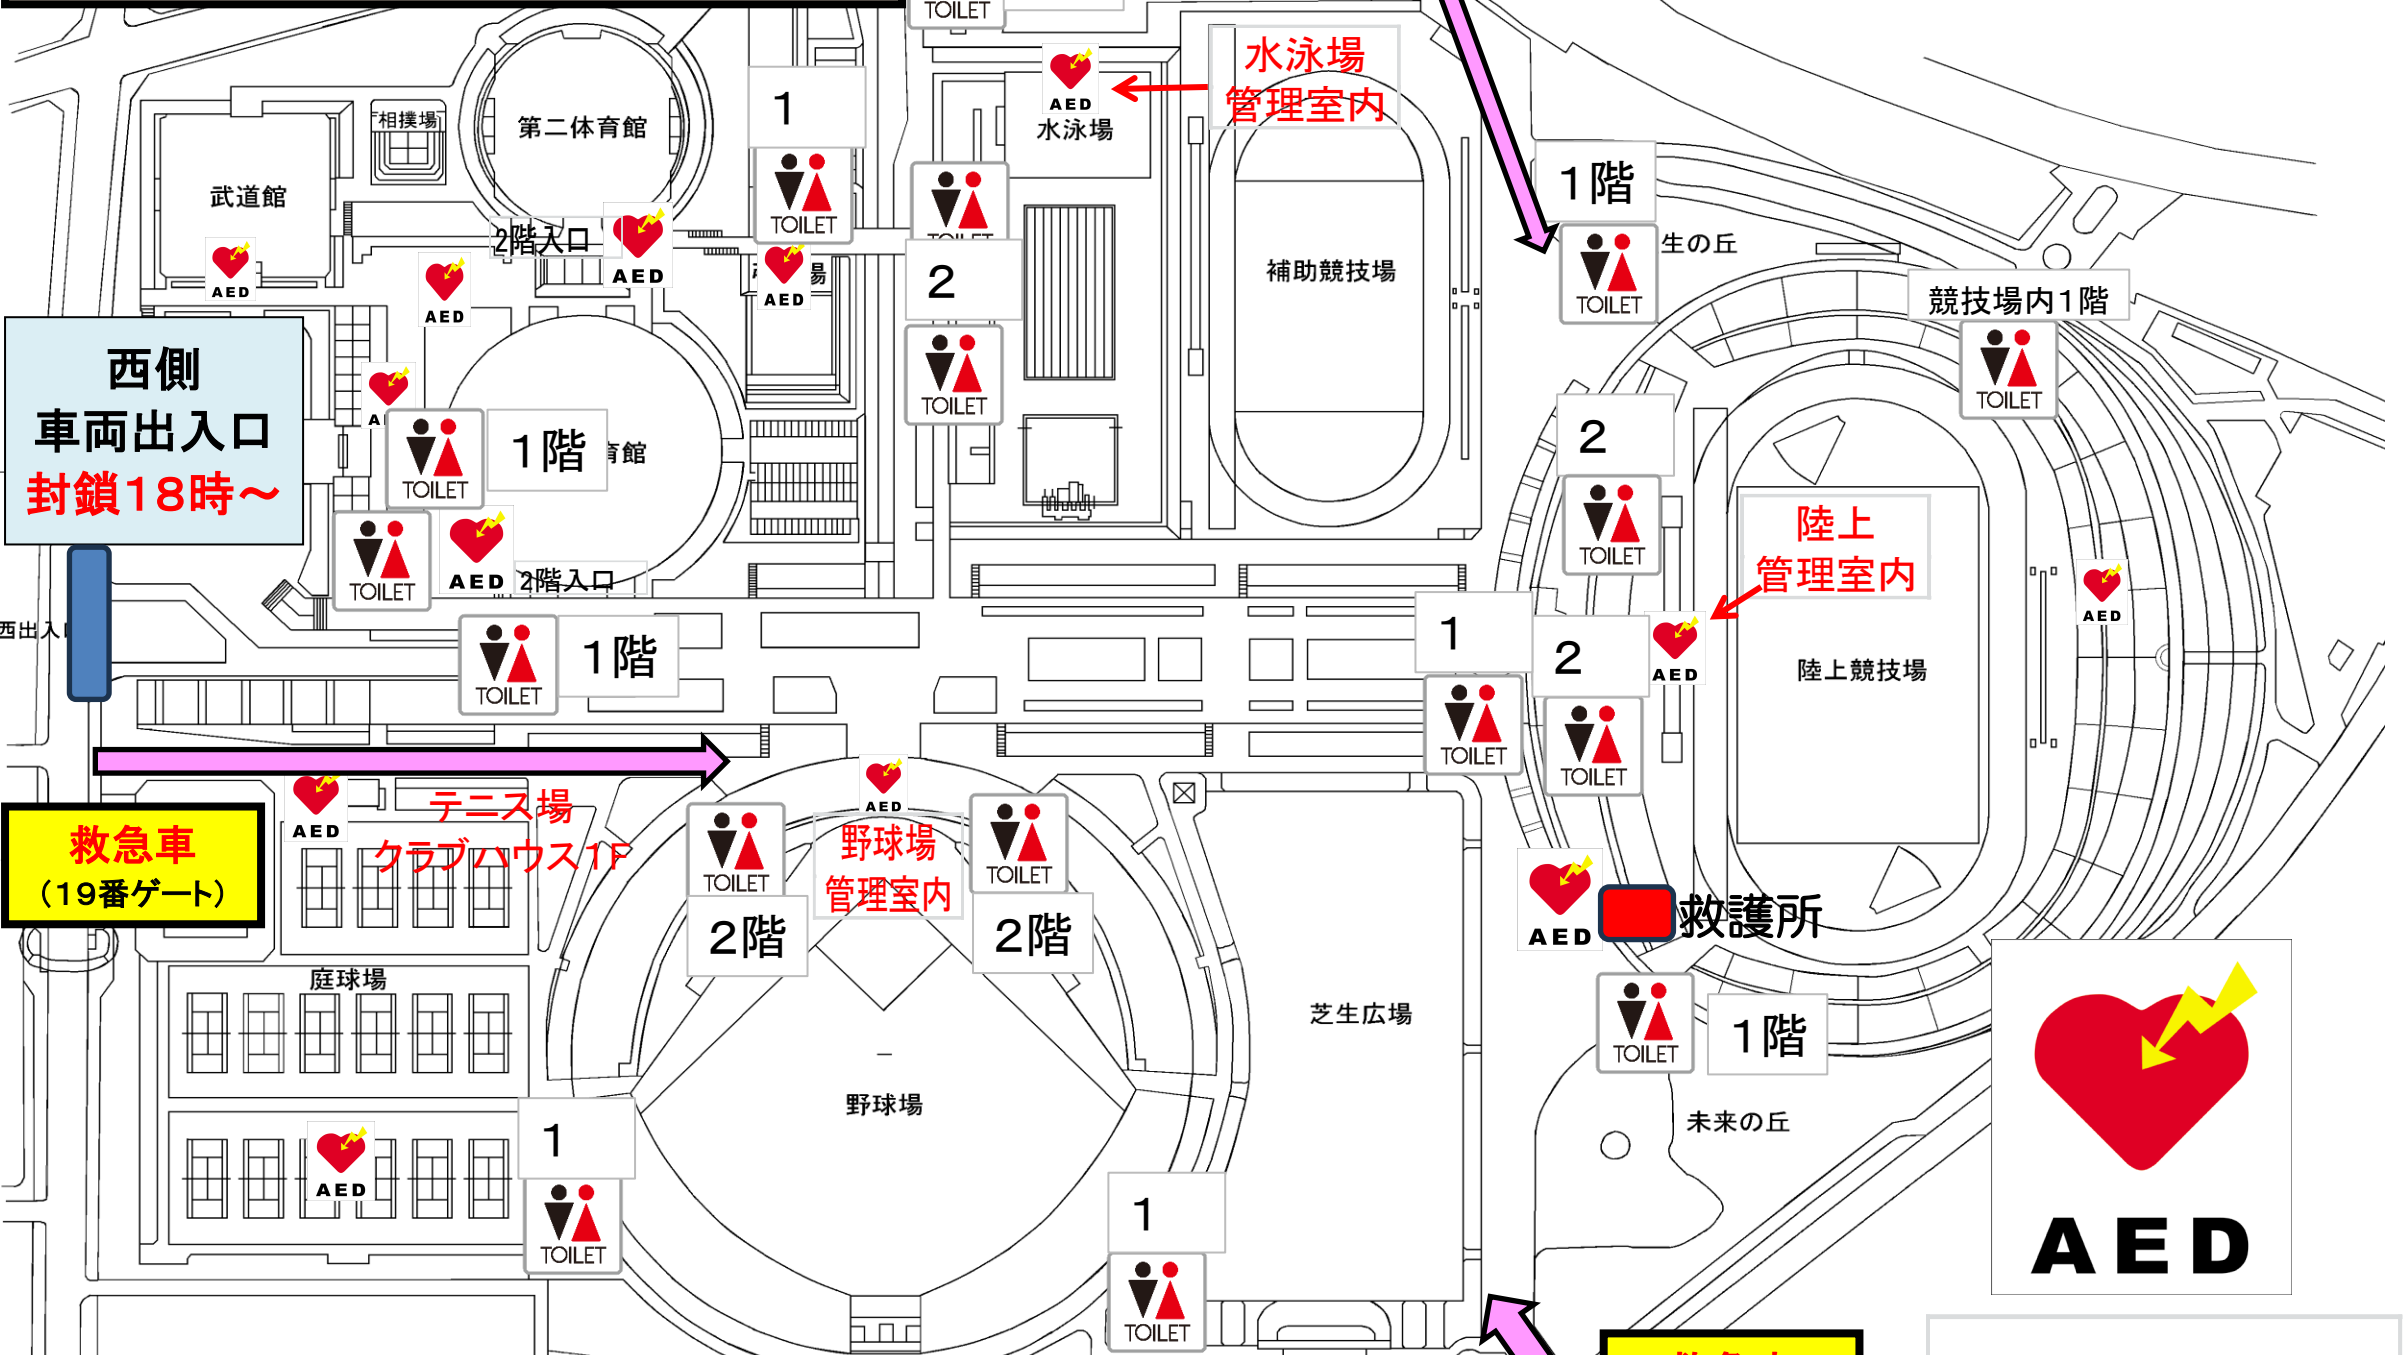 TOILET
水泳場
管理室内
AED
水泳場
1
「相撲場」
第二体育館
武道館
TOILET
1階
生の丘
TOILET
2階入口
AED
AED
AED
AED
場
2
TOILET
補助競技場
競技場内1階
TOILET
西側
車両出入口
封鎖18時～
TOILET
1階
育館
2
TOILET
陸上
管理室内
TOILET
AED
2階入口
AED
西出入
TOILET
1階
1
TOILET
2
TOILET
AED
陸上競技場
救急車
(19番ゲート)
AED
テニス場
クラブハウス1F
AED
野球場
管理室内
TOILET
2階
TOILET
2階
AED
救護所
庭球場
芝生広場
TOILET
1階
野球場
未来の丘
AED
1
TOILET
1
TOILET
AED